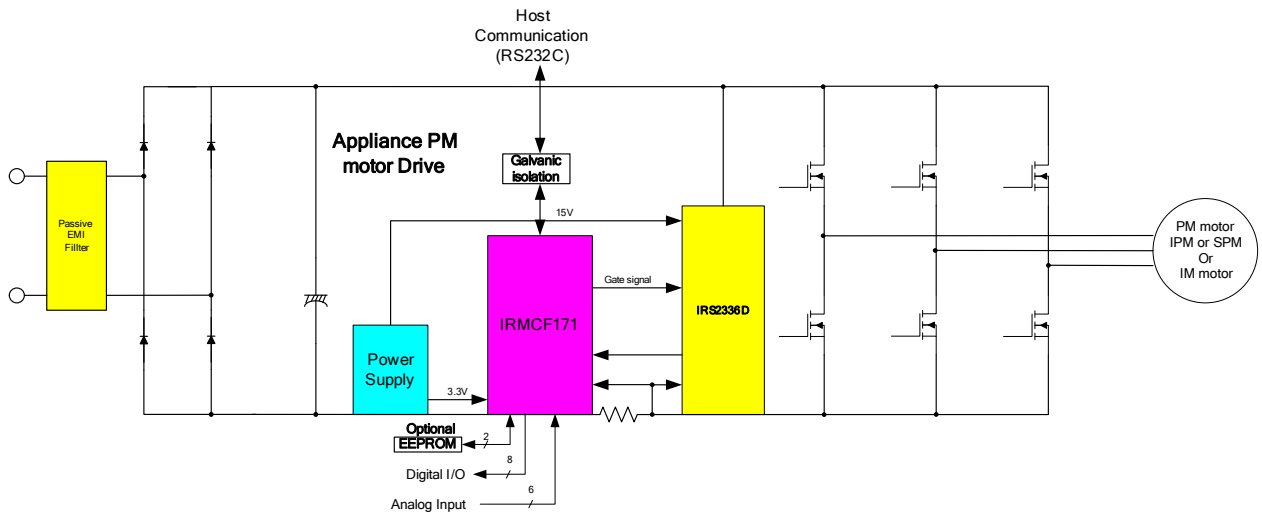 Host
Communication
(RS232C)
Appliance PM
motor Drive
Galvanic
isolation
Passive
EMI
Fillter
15V
Gate signal
IRMCF171
IRS2336D
PM motor
IPM or SPM
Or
IM motor
Power
Supply
3.3V
Optional
EEPROM
2
Digital I/O
8
Analog Input
6